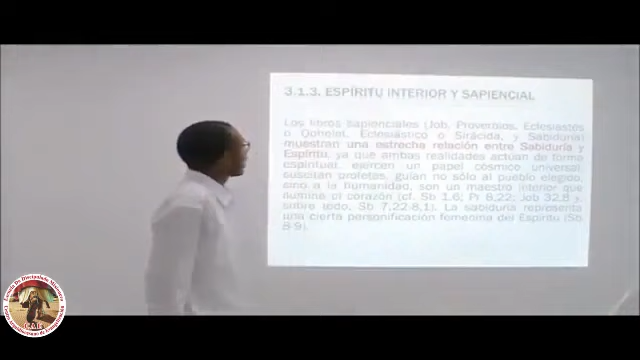 3.1.3. ESPÍRITU INTERIOR Y SAPIENCIAL
Los libros sapienciales (Job, Proverbios, Eclesiastés
o Qohelet, Eclesiástico o Sirácida, y Sabiduría)
muestran una estrecha relación entre Sabiduría y
Espíritu, ya que ambas realidades actúan de forma
espiritual, ejercen un papel cósmico universal,
suscitan profetas, guían no sólo al pueblo elegido,
sino a la humanidad, son un maestro interior que
ilumina el corazón (cf. Sb 1,6; Pr 8,22; Job 32,8 y,
sobre todo, Sb 7,22-8,1). La sabiduría representa
una cierta personificación femenina del Espíritu (Sb
8-9).